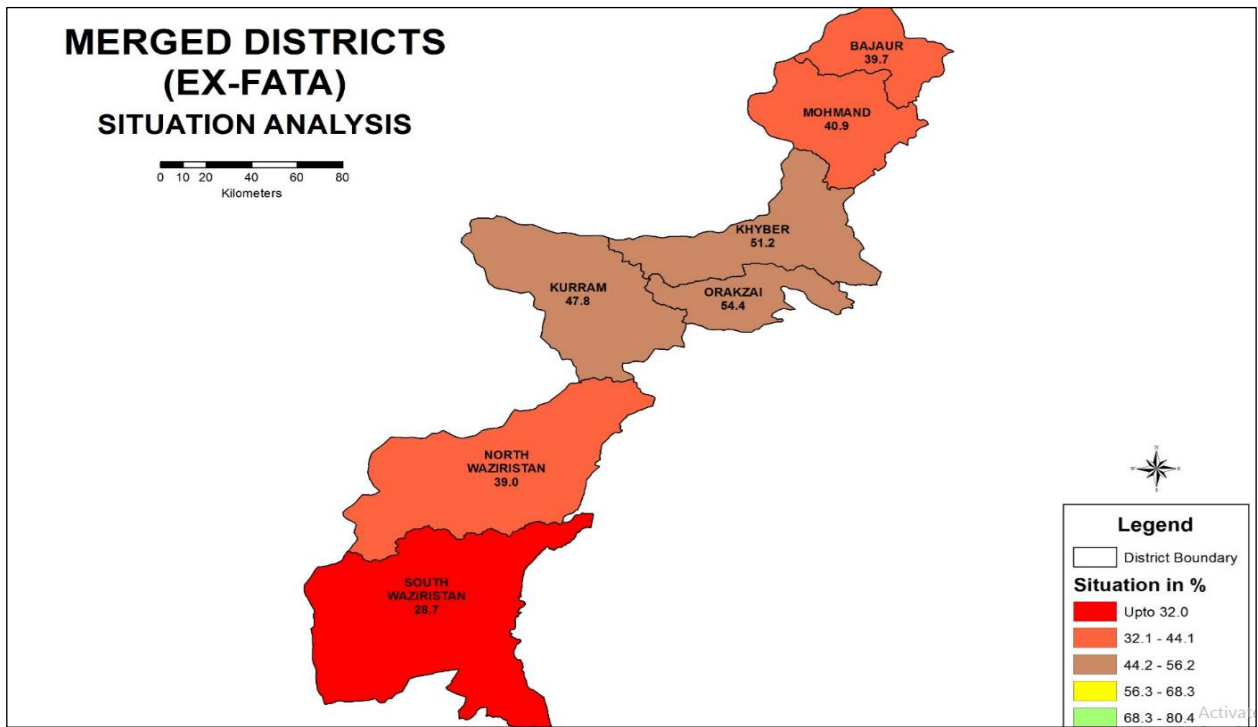 MERGED DISTRICTS
(EX-FATA)
SITUATION ANALYSIS
0 10 20 40 60 80
Kilometers
BAJAUR
39.7
MOHMAND
40.9
KHYBER
51.2
KURRAM
47.8
ORAKZAI
54.4
NORTH
WAZIRISTAN
39.0
SOUTH
WAZIRISTAN
28.7
Legend
District Boundary
Situation in %
Upto 32.0
32.1 - 44.1
44.2 - 56.2
56.3 - 68.3
68.3 - 80.4
Activat